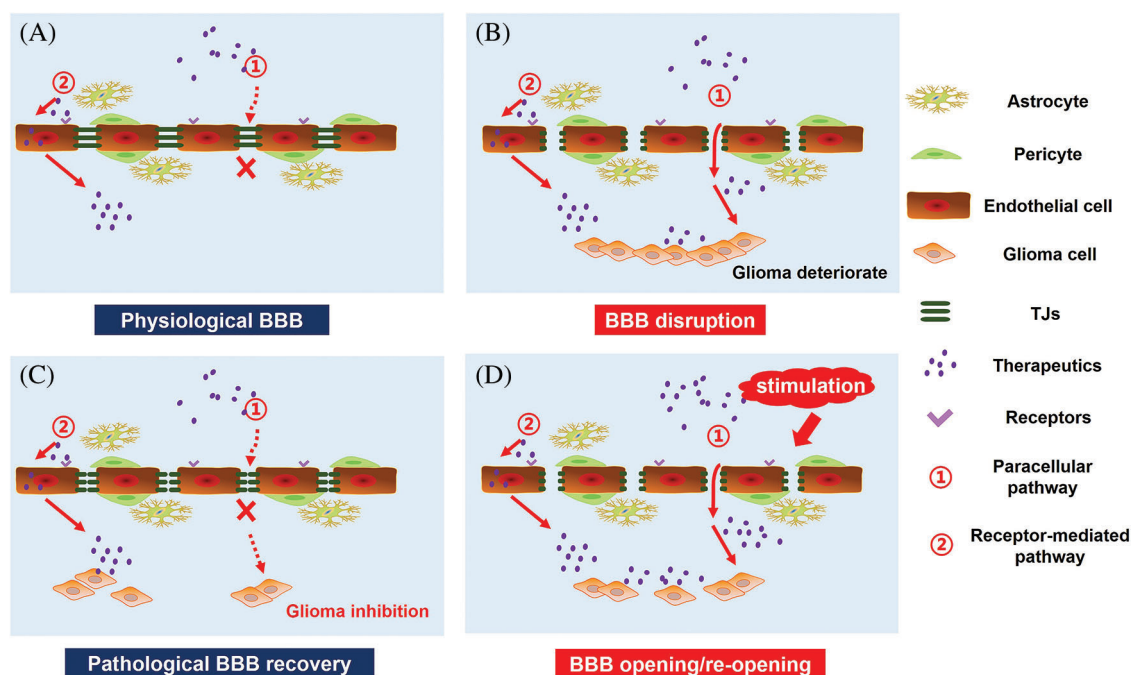 (A)
①
②
Physiological BBB
(B)
②
①
Glioma deteriorate
BBB disruption
(C)
①
②
Glioma inhibition
Pathological BBB recovery
(D)
stimulation
②
①
BBB opening/re-opening
Astrocyte
Pericyte
Endothelial cell
Glioma cell
TJs
Therapeutics
Receptors
① Paracellular
pathway
② Receptor-mediated
pathway